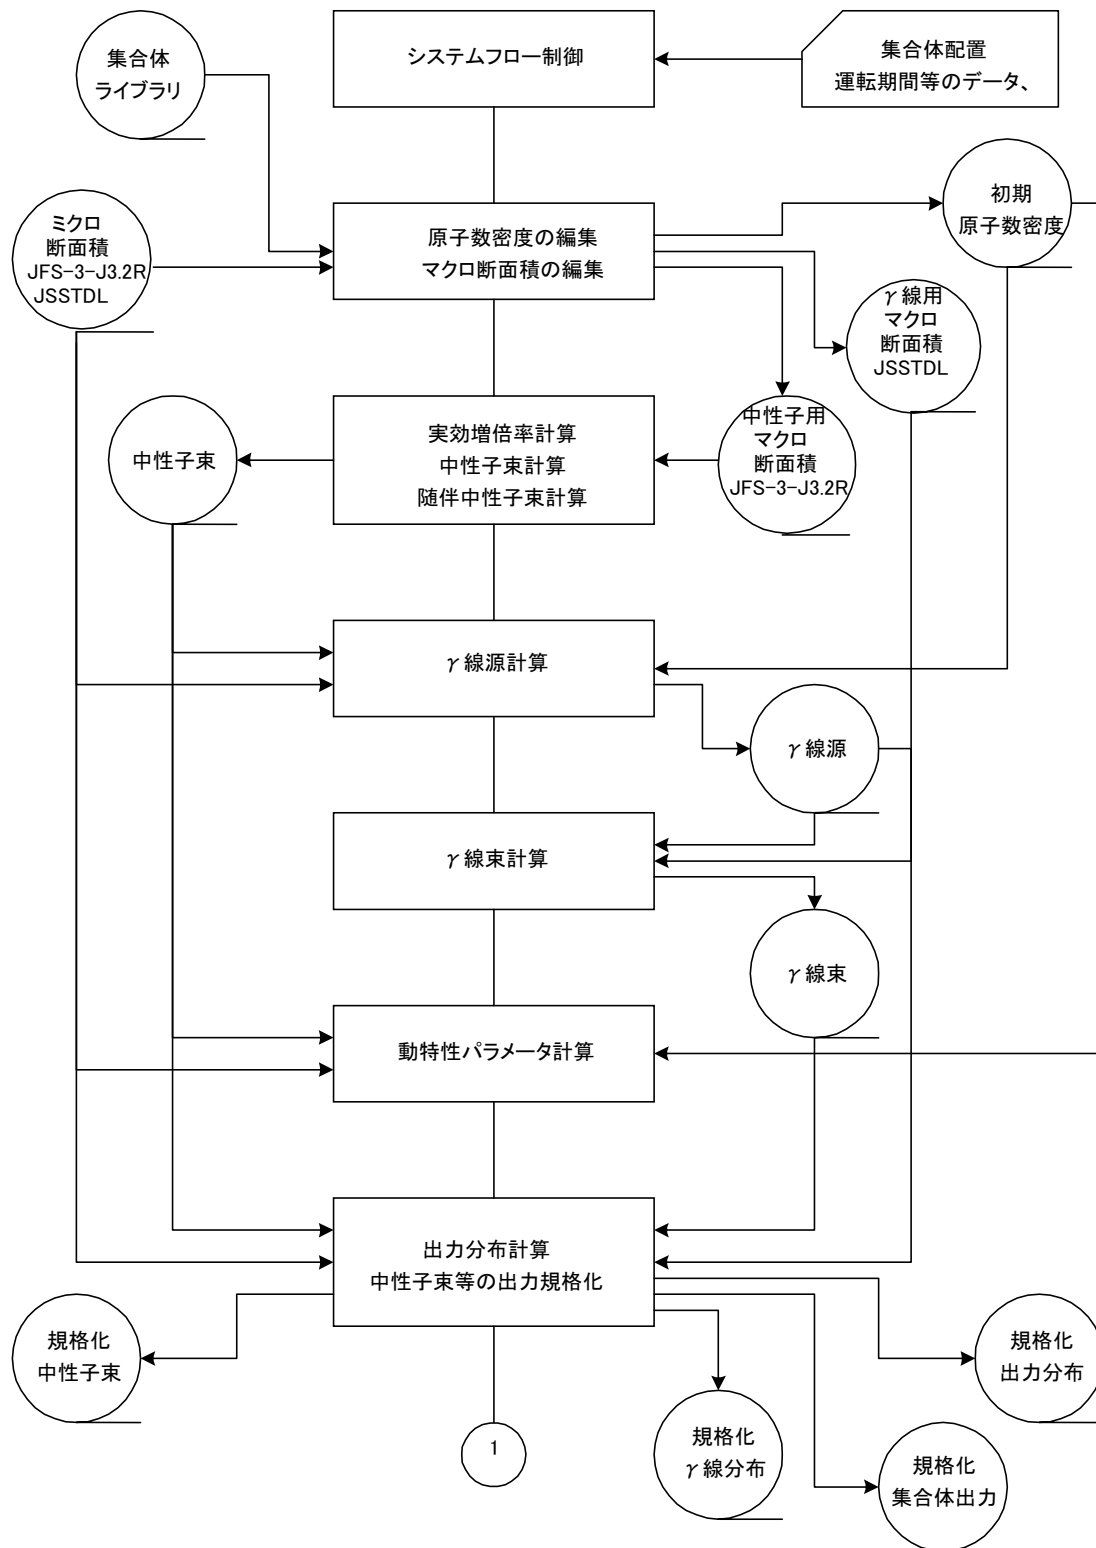 集合体
ライブラリ
システムフロー制御
集合体配置
運転期間等のデータ、
ミクロ
断面積
JFS-3-J3.2R
JSSTDL
原子数密度の編集
マクロ断面積の編集
初期
原子数密度
γ線用
マクロ
断面積
JSSTDL
中性子束
実効増倍率計算
中性子束計算
随伴中性子束計算
中性子用
マクロ
断面積
JFS-3-J3.2R
γ線源計算
γ線源
γ線束計算
γ線束
動特性パラメータ計算
出力分布計算
中性子束等の出力規格化
規格化
中性子束
規格化
出力分布
1
規格化
γ線分布
規格化
集合体出力